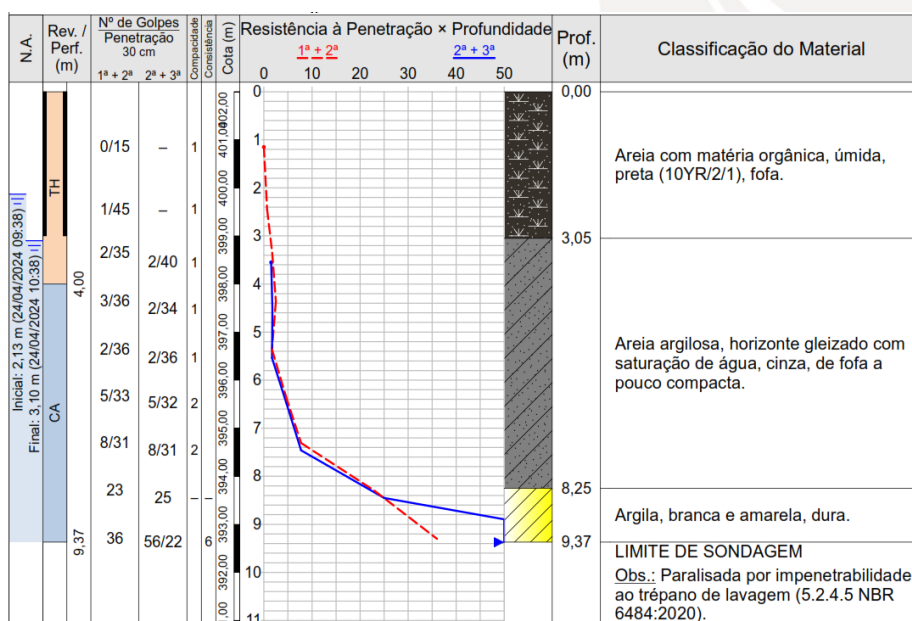 N.A.
Rev. /
Perf.
(m)
Nº de Golpes
Penetração
30 cm
1ª + 2ª 2ª + 3ª
Compacidade
Consistência
Cota (m)
Resistência à Penetração × Profundidade
1ª + 2ª 2ª + 3ª
0 10 20 30 40 50
Prof.
(m)
Classificação do Material
Inicial: 2,13 m (24/04/2024 09:38)
Final: 3,10 m (24/04/2024 10:38)
TH
4,00
CA
9,37
0/15 – 1
1/45 – 1
2/35 2/40 1
3/36 2/34 1
2/36 2/36 1
5/33 5/32 2
8/31 8/31 2
23 25 – –
36 56/22 6
402,00
401,00
400,00
399,00
398,00
397,00
396,00
395,00
394,00
393,00
392,00
,00
0
1
2
3
4
5
6
7
8
9
10
11
0,00
Areia com matéria orgânica, úmida,
preta (10YR/2/1), fofa.
3,05
Areia argilosa, horizonte gleizado com
saturação de água, cinza, de fofa a
pouco compacta.
8,25
Argila, branca e amarela, dura.
9,37
LIMITE DE SONDAGEM
Obs.: Paralisada por impenetrabilidade
ao trépano de lavagem (5.2.4.5 NBR
6484:2020).